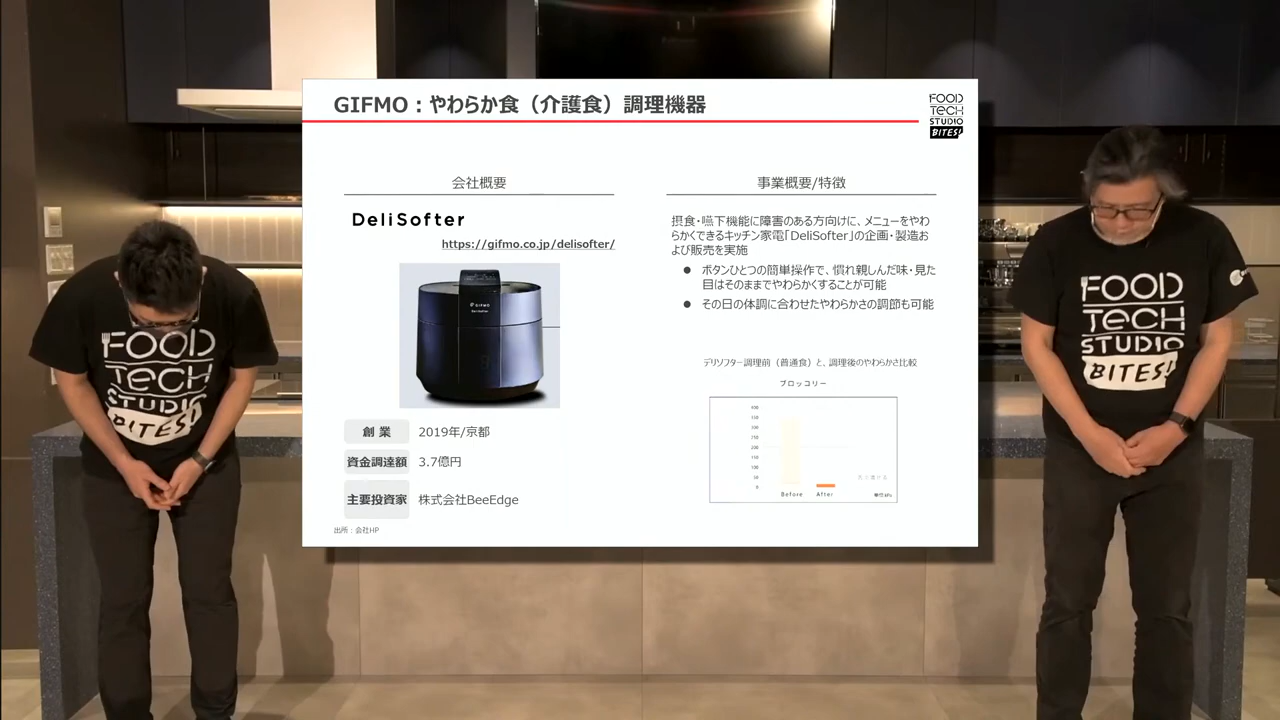 GIFMO：やわらか食（介護食）調理機器
FOOD
TECH
STUDIO
BITES!
会社概要
DeliSofter
https://gifmo.co.jp/delisofter/
GIFMO
DeliSofter
創業 2019年/京都
資金調達額 3.7億円
主要投資家 株式会社BeeEdge
出所：会社HP
事業概要/特徴
摂食・嚥下機能に障害のある方向けに、メニューをやわ
らかくできるキッチン家電「DeliSofter」の企画・製造お
よび販売を実施
● ボタンひとつの簡単操作で、慣れ親しんだ味・見た
目はそのままでやわらかくすることが可能
● その日の体調に合わせたやわらかさの調節も可能
デリソフター調理前（普通食）と、調理後のやわらかさ比較
ブロッコリー
400
350
300
250
200
150
100
50
0
Before After
FOOD
TECH
STUDIO
BITES!
FOOD
TECH
STUDIO
BITES!